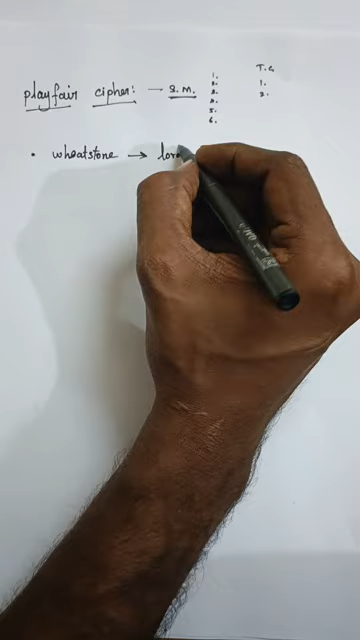 T.C.
playfair cipher: — S.M. 1. 2. 3. 4. 5. 6.
1.
2.
• wheatstone → lor